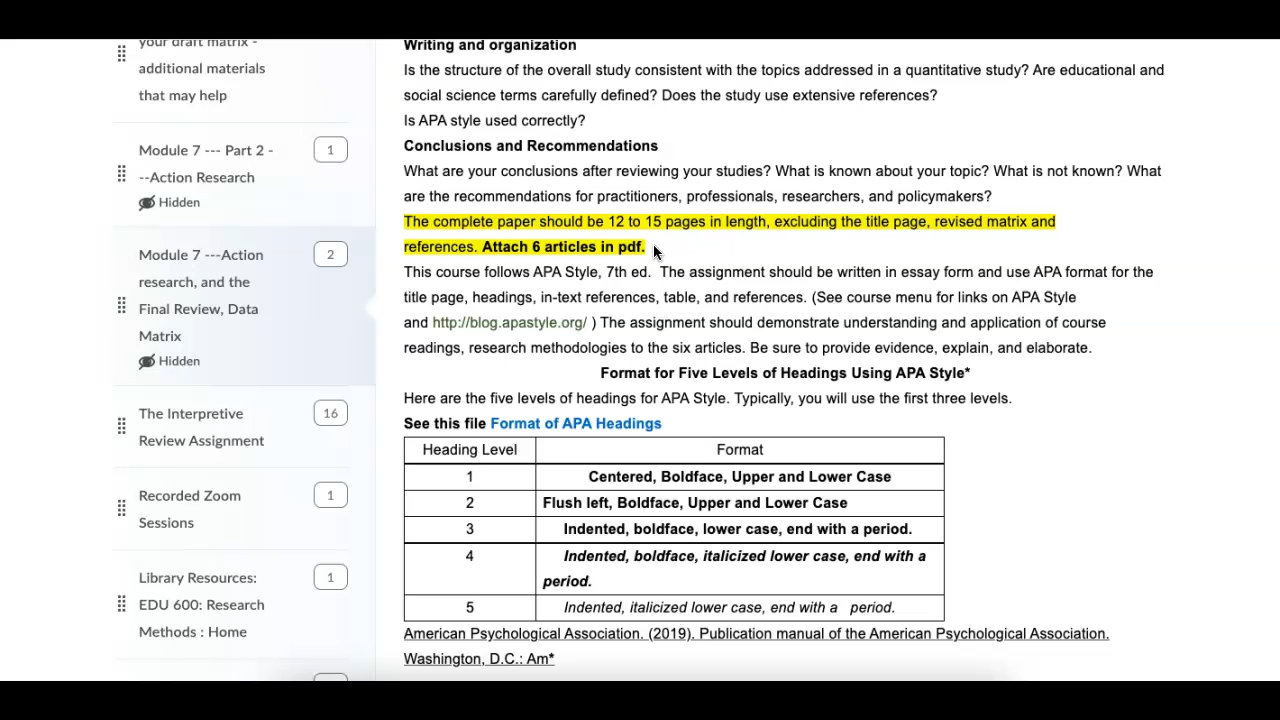 your draft matrix -
additional materials
that may help
Module 7 --- Part 2 -
--Action Research
1
Hidden
Module 7 ---Action
research, and the
Final Review, Data
Matrix
2
Hidden
The Interpretive
Review Assignment
16
Recorded Zoom
Sessions
1
Library Resources:
EDU 600: Research
Methods : Home
1
Writing and organization
Is the structure of the overall study consistent with the topics addressed in a quantitative study? Are educational and
social science terms carefully defined? Does the study use extensive references?
Is APA style used correctly?
Conclusions and Recommendations
What are your conclusions after reviewing your studies? What is known about your topic? What is not known? What
are the recommendations for practitioners, professionals, researchers, and policymakers?
The complete paper should be 12 to 15 pages in length, excluding the title page, revised matrix and
references. Attach 6 articles in pdf.
This course follows APA Style, 7th ed.  The assignment should be written in essay form and use APA format for the
title page, headings, in-text references, table, and references. (See course menu for links on APA Style
and http://blog.apastyle.org/ ) The assignment should demonstrate understanding and application of course
readings, research methodologies to the six articles. Be sure to provide evidence, explain, and elaborate.
Format for Five Levels of Headings Using APA Style*
Here are the five levels of headings for APA Style. Typically, you will use the first three levels.
See this file Format of APA Headings
Heading Level Format
1 Centered, Boldface, Upper and Lower Case
2 Flush left, Boldface, Upper and Lower Case
3 Indented, boldface, lower case, end with a period.
4 Indented, boldface, italicized lower case, end with a
period.
5 Indented, italicized lower case, end with a   period.
American Psychological Association. (2019). Publication manual of the American Psychological Association.
Washington, D.C.: Am*